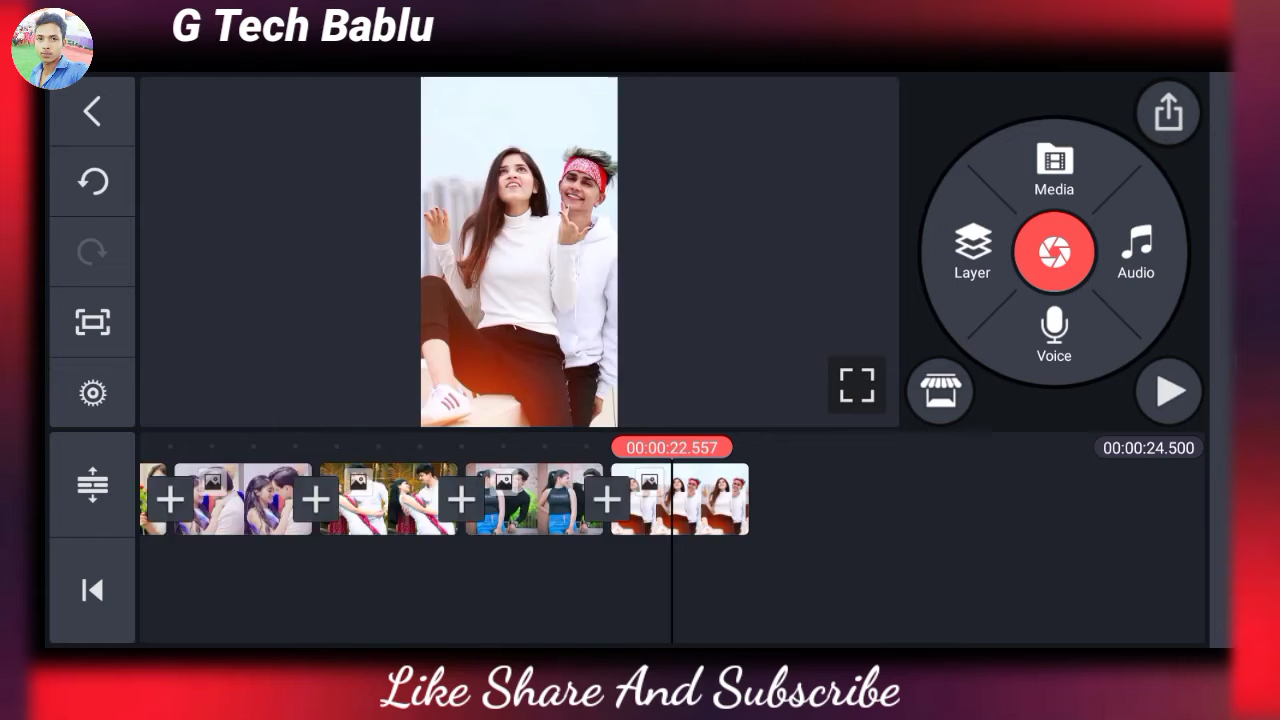 G Tech Bablu
Media
Layer
Audio
Voice
00:00:22.557
00:00:24.500
Like Share And Subscribe